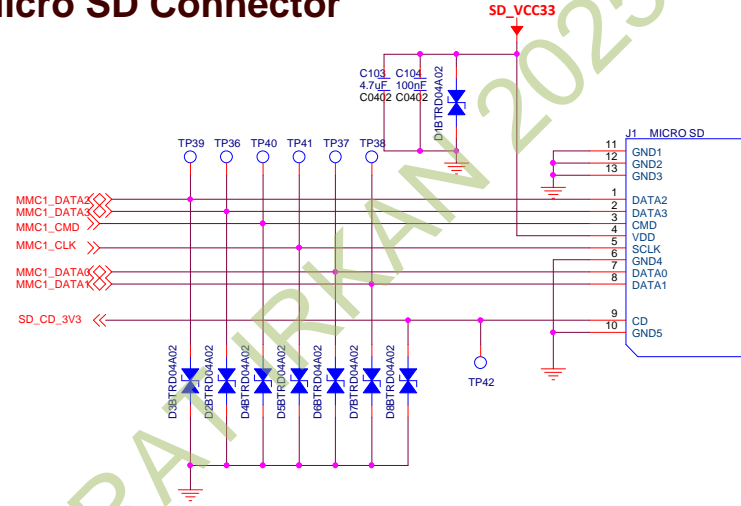 Micro SD Connector
SD_VCC33
C103
4.7uF
C0402
C104
100nF
C0402
D1BTRD04A02
J1 MICRO SD
TP39 TP36 TP40 TP41 TP37 TP38
11 GND1
12 GND2
13 GND3
MMC1_DATA2 1 DATA2
MMC1_DATA3 2 DATA3
MMC1_CMD 3 CMD
4 VDD
MMC1_CLK 5 SCLK
6 GND4
MMC1_DATA0 7 DATA0
MMC1_DATA1 8 DATA1
SD_CD_3V3 9 CD
10 GND5
D3BTRD04A02
D2BTRD04A02
D4BTRD04A02
D5BTRD04A02
D6BTRD04A02
D7BTRD04A02
D8BTRD04A02
TP42
RAT IRKAN 2025